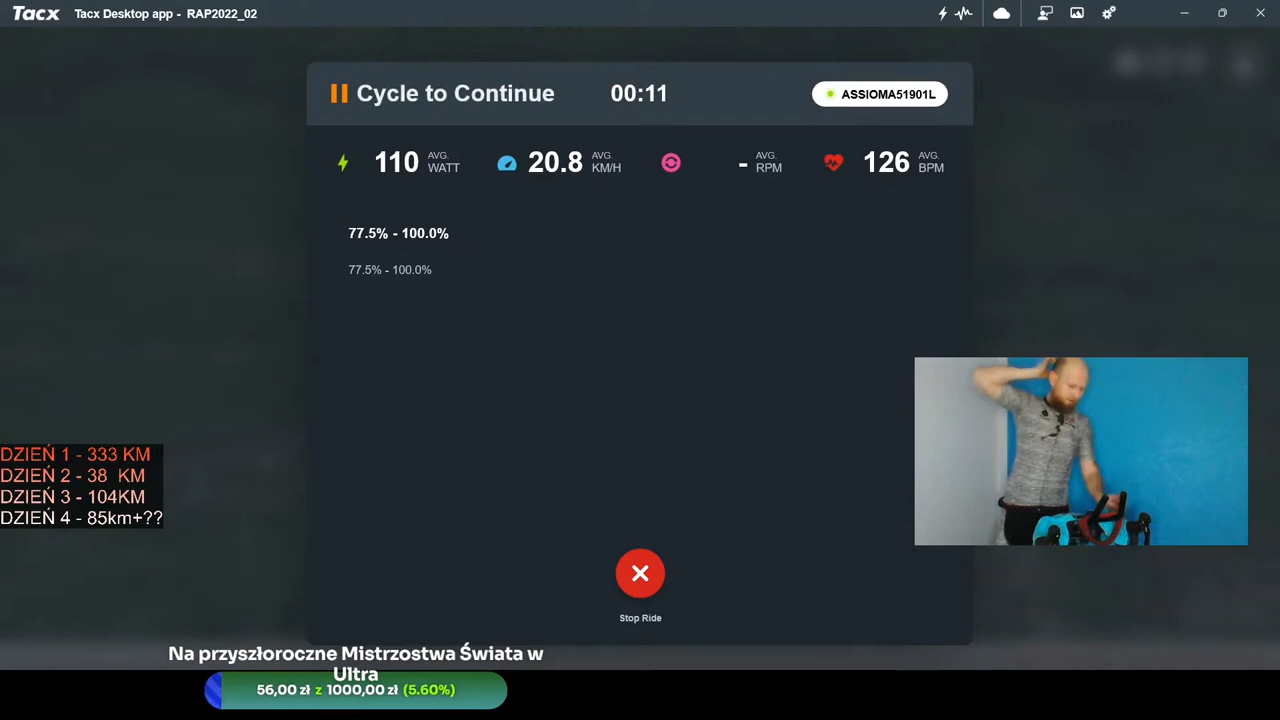 Tacx Tacx Desktop app - RAP2022_02
Cycle to Continue 00:11 ASSIOMA51901L
110 AVG. WATT 20.8 AVG. KM/H - AVG. RPM 126 AVG. BPM
77.5% - 100.0%
77.5% - 100.0%
DZIEŃ 1 - 333 KM
DZIEŃ 2 - 38 KM
DZIEŃ 3 - 104KM
DZIEŃ 4 - 85km+??
Stop Ride
Na przyszłoroczne Mistrzostwa Świata w
Ultra
56,00 zł z 1000,00 zł (5.60%)